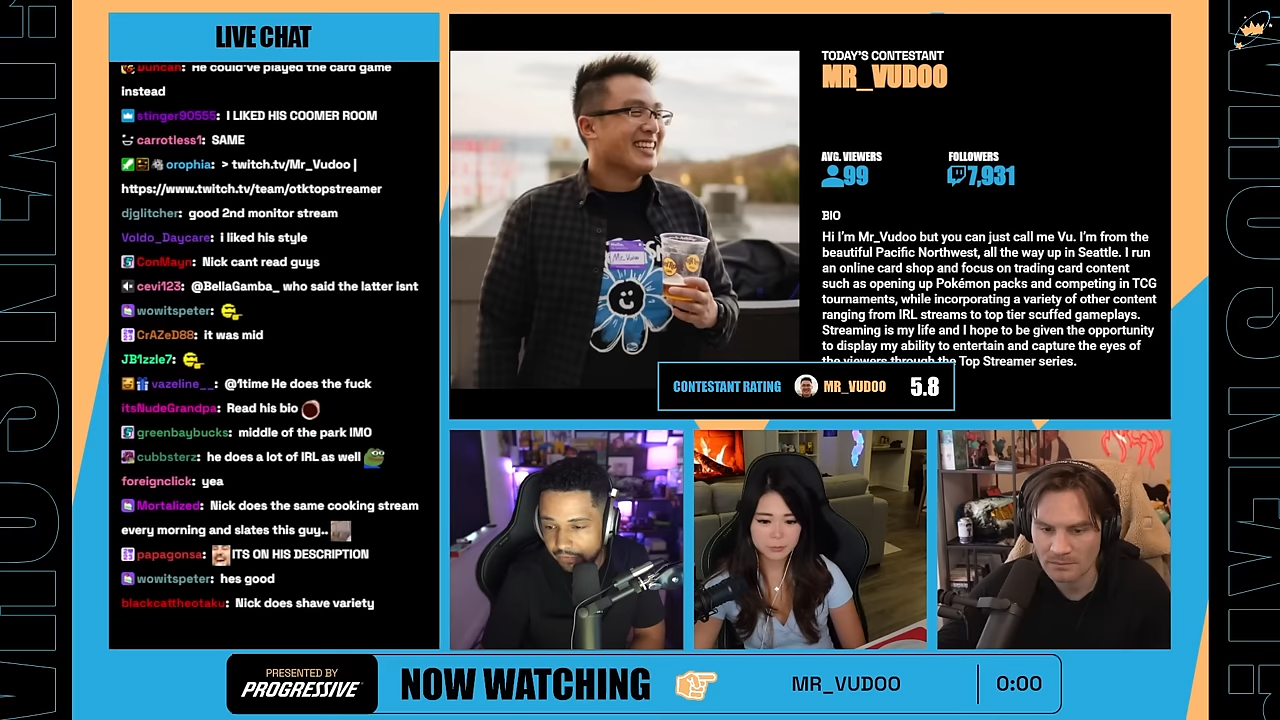 LIVE CHAT
Duncan: He could've played the card game
instead
stinger90555: I LIKED HIS COOMER ROOM
carrotless1: SAME
orophia: > twitch.tv/Mr_Vudoo |
https://www.twitch.tv/team/otktopstreamer
djglitcher: good 2nd monitor stream
Voldo_Daycare: i liked his style
ConMayn: Nick cant read guys
cevi123: @BellaGamba_ who said the latter isnt
wowitspeter:
CrAZeD88: it was mid
JB1zzle7:
vazeline__: @1time He does the fuck
itsNudeGrandpa: Read his bio
greenbaybucks: middle of the park IMO
cubbsterz: he does a lot of IRL as well
foreignclick: yea
Mortalized: Nick does the same cooking stream
every morning and slates this guy..
papagonsa: ITS ON HIS DESCRIPTION
wowitspeter: hes good
blackcattheotaku: Nick does shave variety
TODAY'S CONTESTANT
MR_VUDOO
AVG. VIEWERS
99
FOLLOWERS
7,931
BIO
Hi I'm Mr_Vudoo but you can just call me Vu. I'm from the
beautiful Pacific Northwest, all the way up in Seattle. I run
an online card shop and focus on trading card content
such as opening up Pokémon packs and competing in TCG
tournaments, while incorporating a variety of other content
ranging from IRL streams to top tier scuffed gameplays.
Streaming is my life and I hope to be given the opportunity
to display my ability to entertain and capture the eyes of
the viewers through the Top Streamer series.
CONTESTANT RATING MR_VUDOO 5.8
PRESENTED BY
PROGRESSIVE
NOW WATCHING
MR_VUDOO
0:00